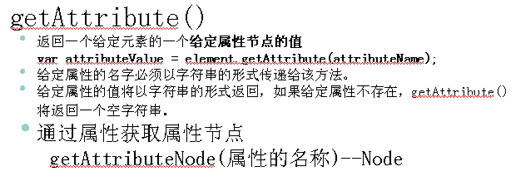 getAttribute()
返回一个给定元素的一个给定属性节点的值
var attributeValue = element.getAttribute(attributeName);
给定属性的名字必须以字符串的形式传递给该方法。
给定属性的值将以字符串的形式返回，如果给定属性不存在，getAttribute()
将返回一个空字符串．
通过属性获取属性节点
getAttributeNode(属性的名称)--Node